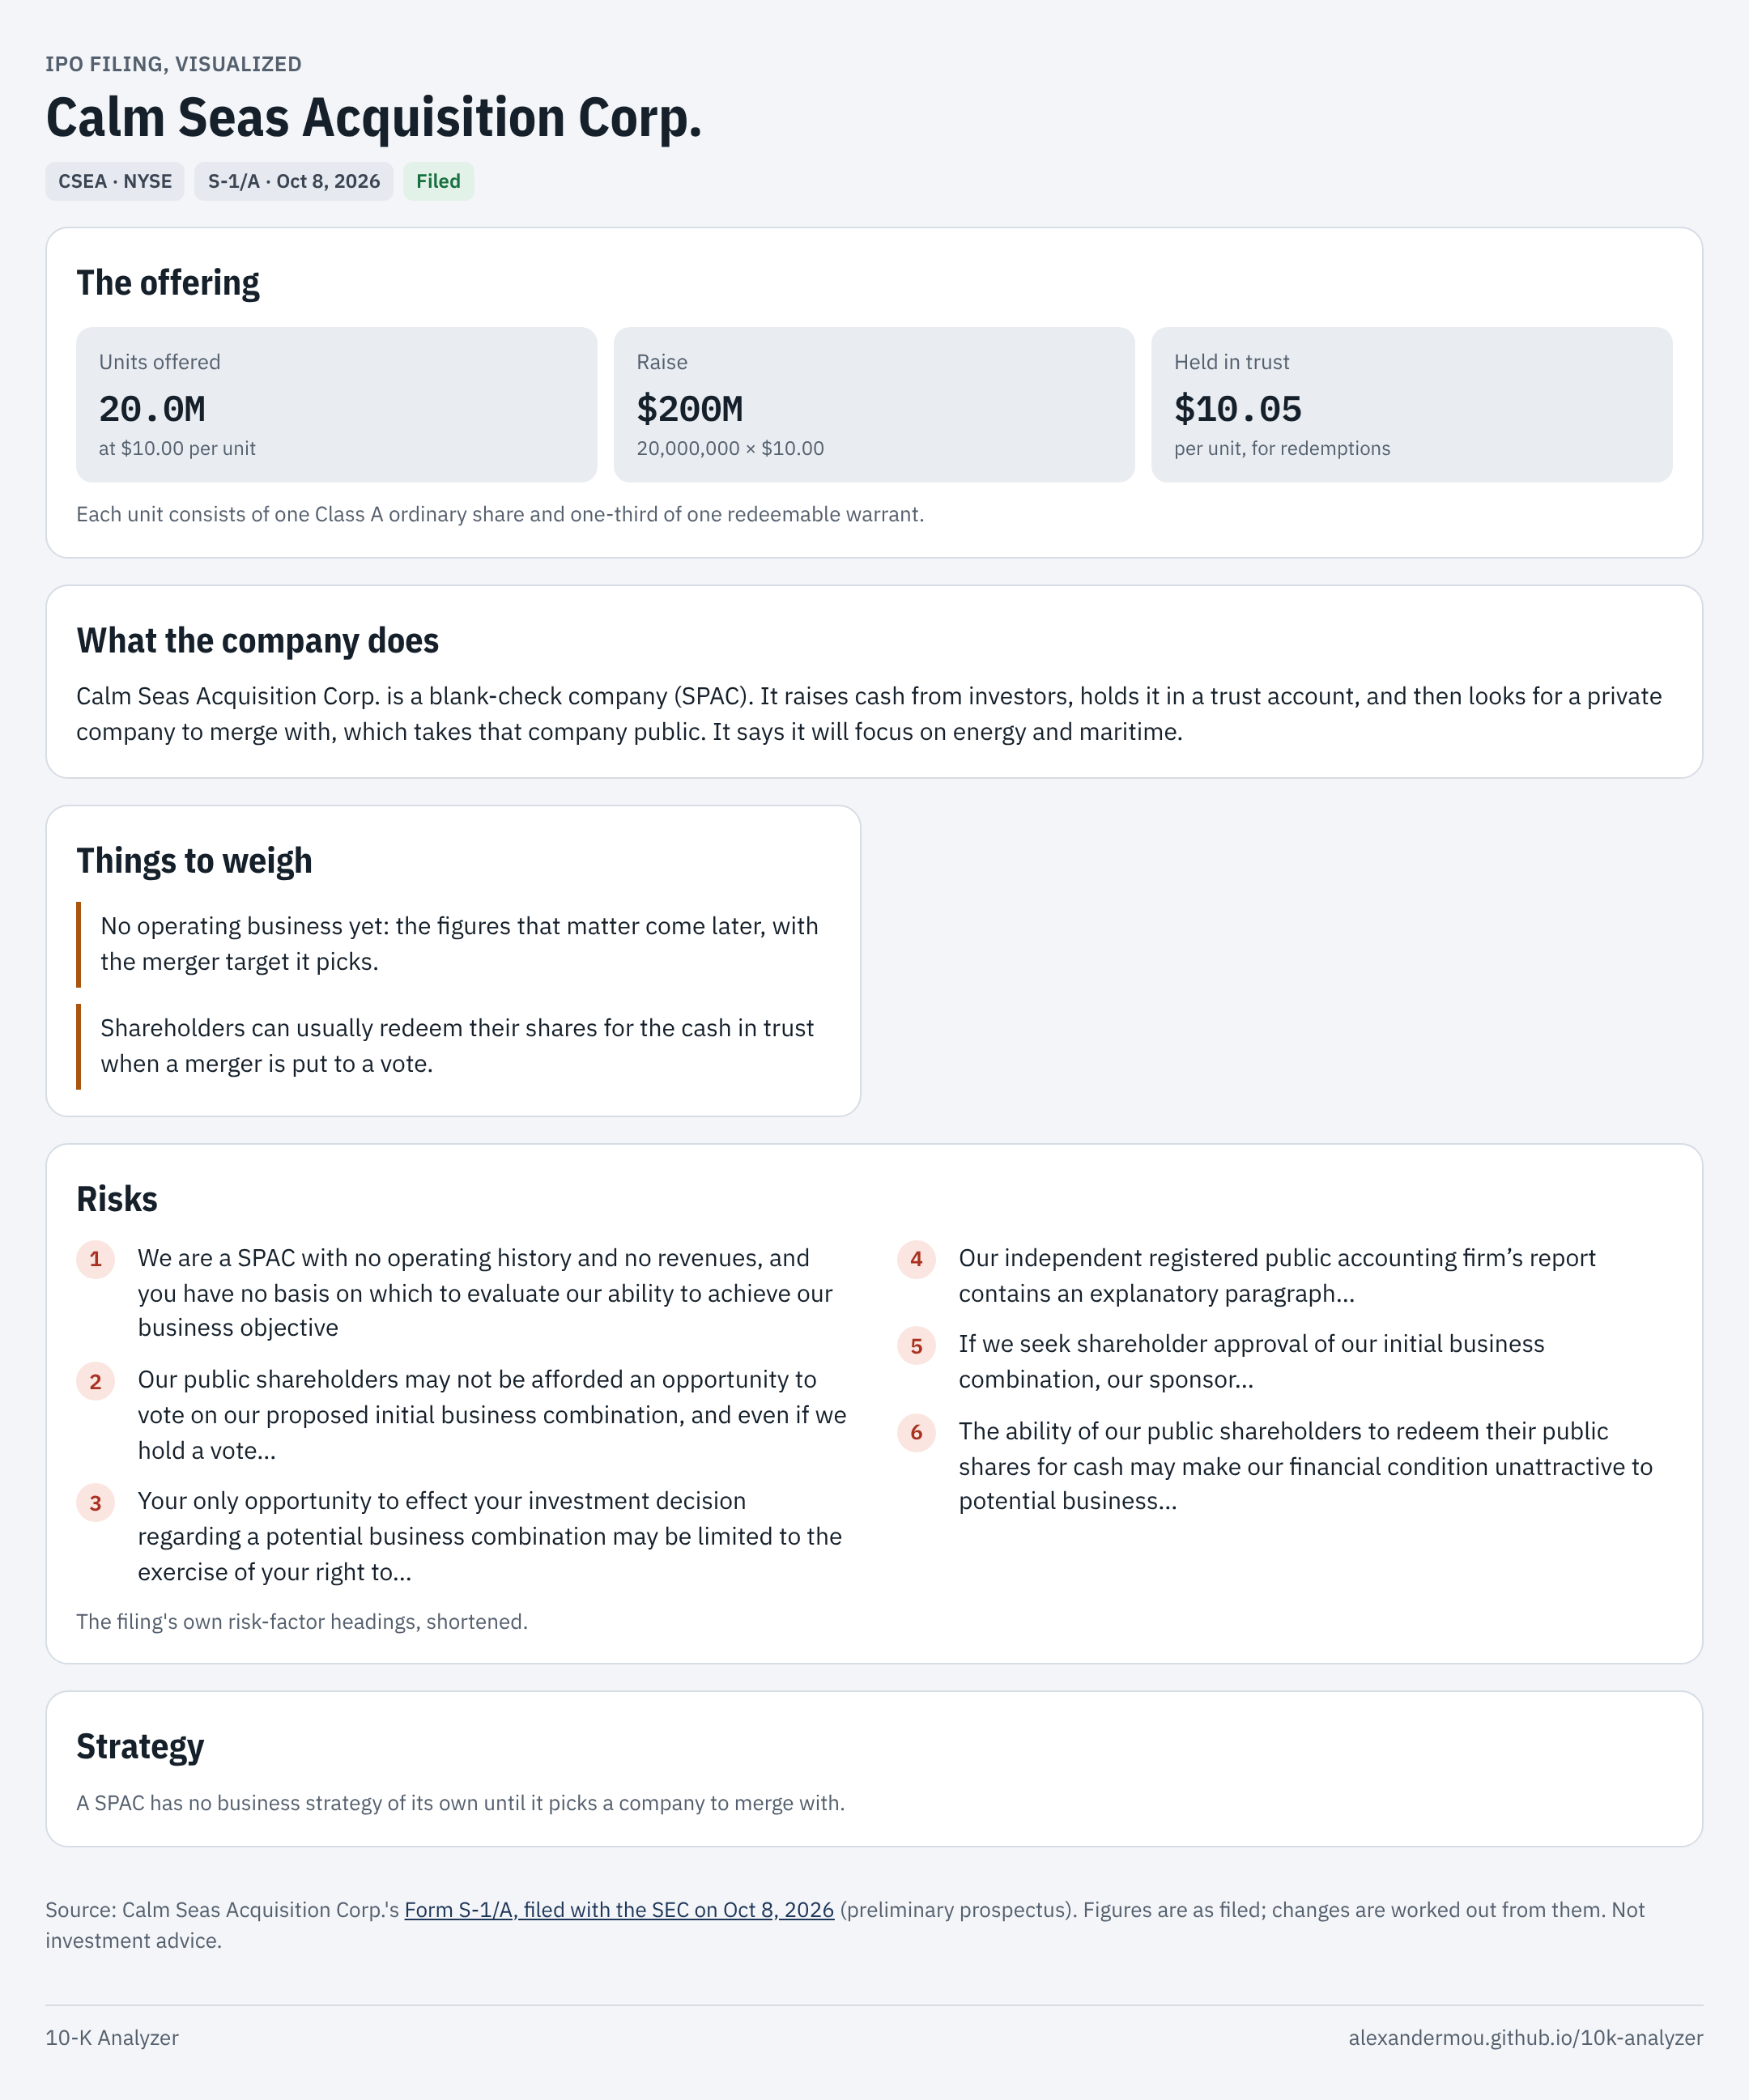 IPO FILING, VISUALIZED
Calm Seas Acquisition Corp.
CSEA · NYSE
S-1/A · Oct 8, 2026
Filed
The offering
Units offered
20.0M
at $10.00 per unit
Raise
$200M
20,000,000 × $10.00
Held in trust
$10.05
per unit, for redemptions
Each unit consists of one Class A ordinary share and one-third of one redeemable warrant.
What the company does
Calm Seas Acquisition Corp. is a blank-check company (SPAC). It raises cash from investors, holds it in a trust account, and then looks for a private
company to merge with, which takes that company public. It says it will focus on energy and maritime.
Things to weigh
No operating business yet: the figures that matter come later, with
the merger target it picks.
Shareholders can usually redeem their shares for the cash in trust
when a merger is put to a vote.
Risks
1
We are a SPAC with no operating history and no revenues, and
you have no basis on which to evaluate our ability to achieve our
business objective
2
Our public shareholders may not be afforded an opportunity to
vote on our proposed initial business combination, and even if we
hold a vote…
3
Your only opportunity to effect your investment decision
regarding a potential business combination may be limited to the
exercise of your right to…
4
Our independent registered public accounting firm’s report
contains an explanatory paragraph…
5
If we seek shareholder approval of our initial business
combination, our sponsor…
6
The ability of our public shareholders to redeem their public
shares for cash may make our financial condition unattractive to
potential business…
The filing's own risk-factor headings, shortened.
Strategy
A SPAC has no business strategy of its own until it picks a company to merge with.
Source: Calm Seas Acquisition Corp.'s Form S-1/A, filed with the SEC on Oct 8, 2026 (preliminary prospectus). Figures are as filed; changes are worked out from them. Not
investment advice.
10-K Analyzer
alexandermou.github.io/10k-analyzer